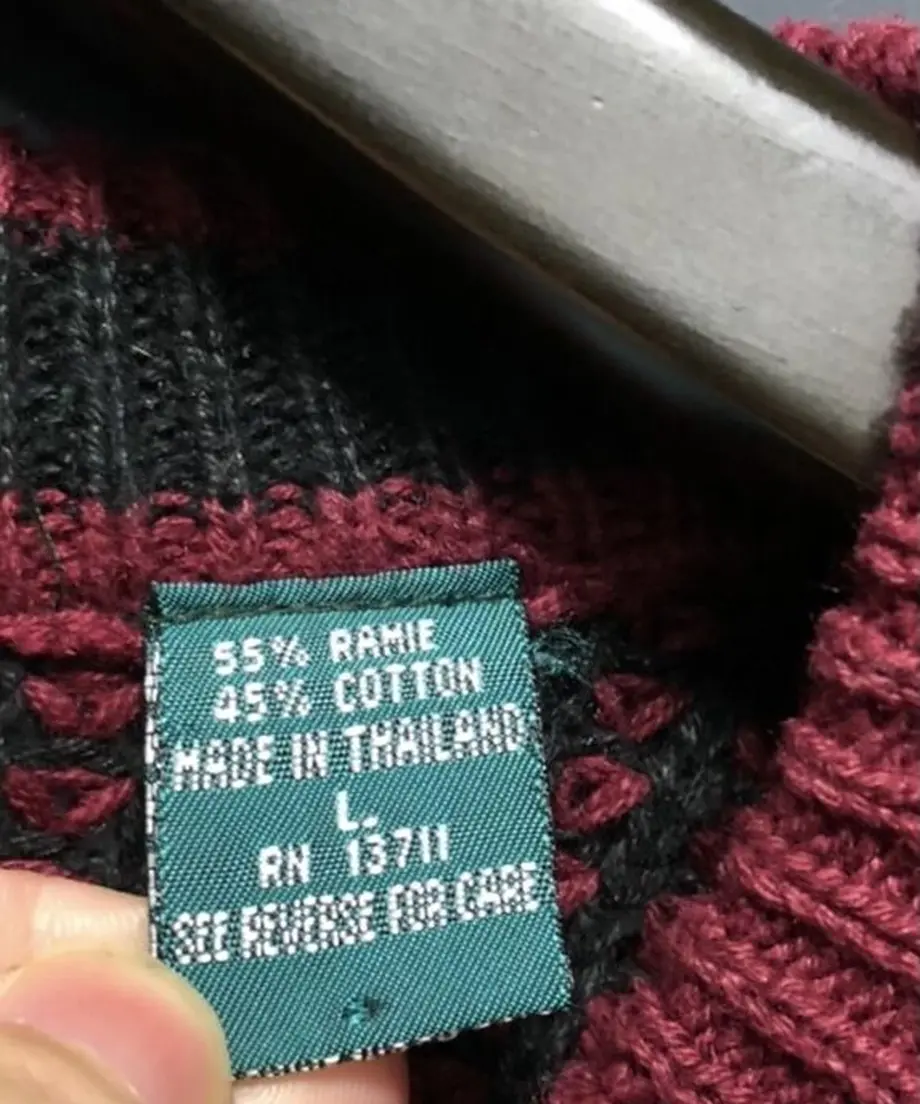 55% RAMIE
45% COTTON
MADE IN THAILAND
L.
RN 13711
SEE REVERSE FOR CARE